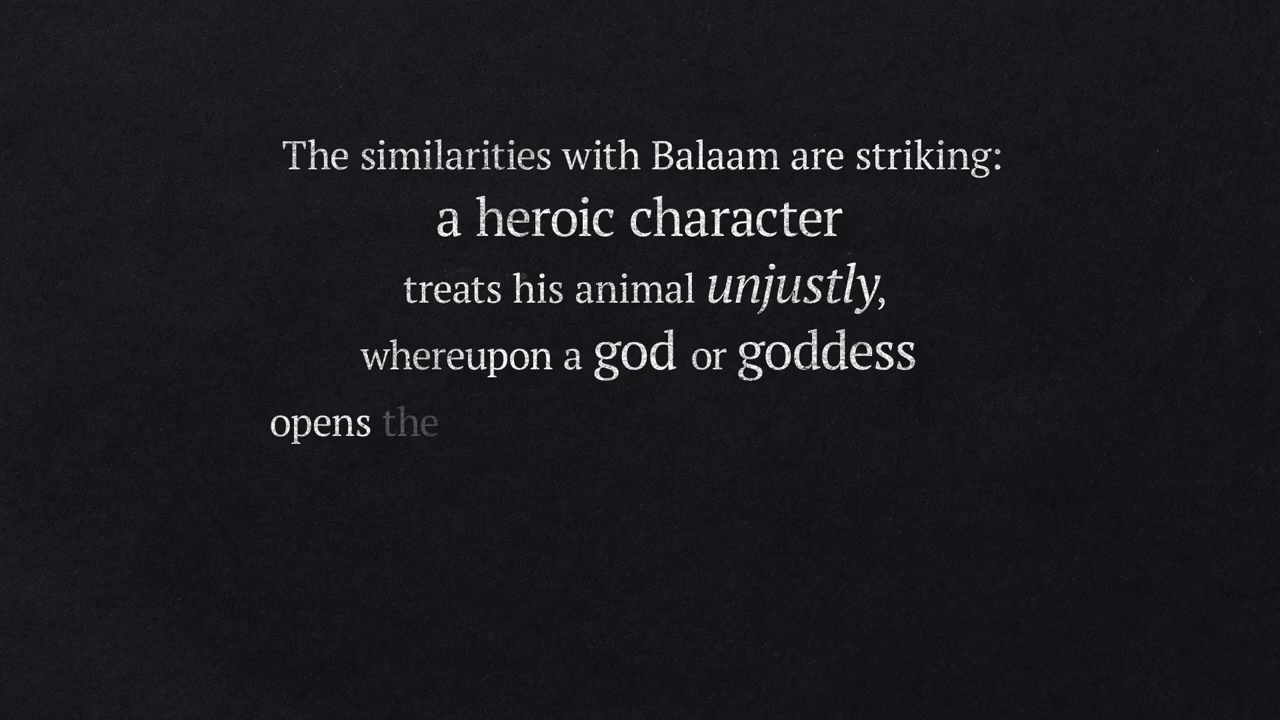 The similarities with Balaam are striking:
a heroic character
treats his animal unjustly,
whereupon a god or goddess
opens the